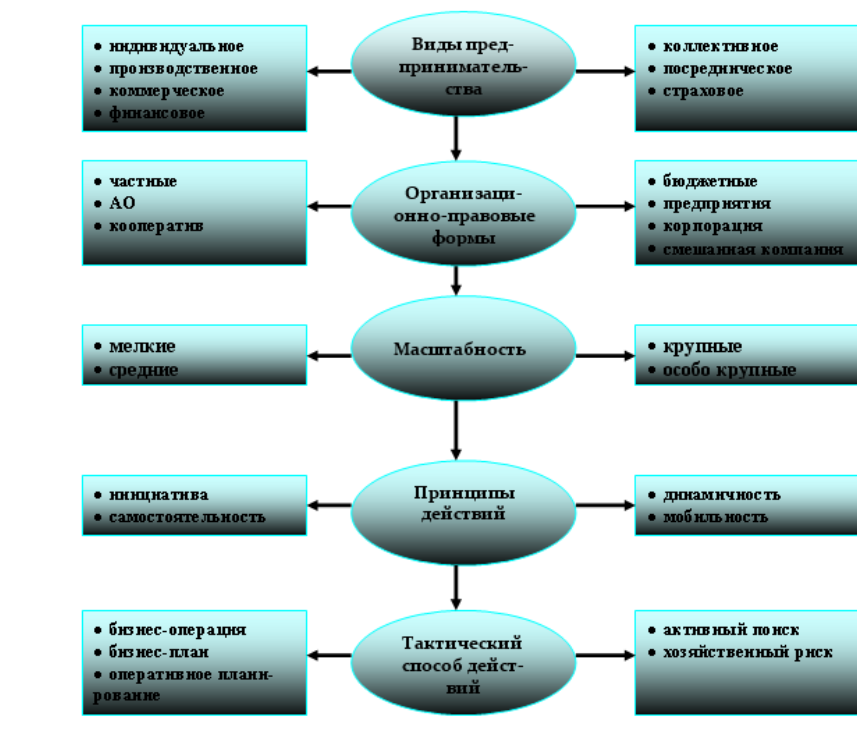 • индивидуальное
• производственное
• коммерческое
• финансовое
Виды пред-
приниматель-
ства
• коллективное
• посредническое
• страховое
• частные
• АО
• кооператив
Организаци-
онно-правовые
формы
• бюджетные
• предприятия
• корпорация
• смешанная компания
• мелкие
• средние
Масштабность
• крупные
• особо крупные
• инициатива
• самостоятельность
Принципы
действий
• динамичность
• мобильность
• бизнес-операция
• бизнес-план
• оперативное плани-
рование
Тактический
способ дейст-
вий
• активный поиск
• хозяйственный риск